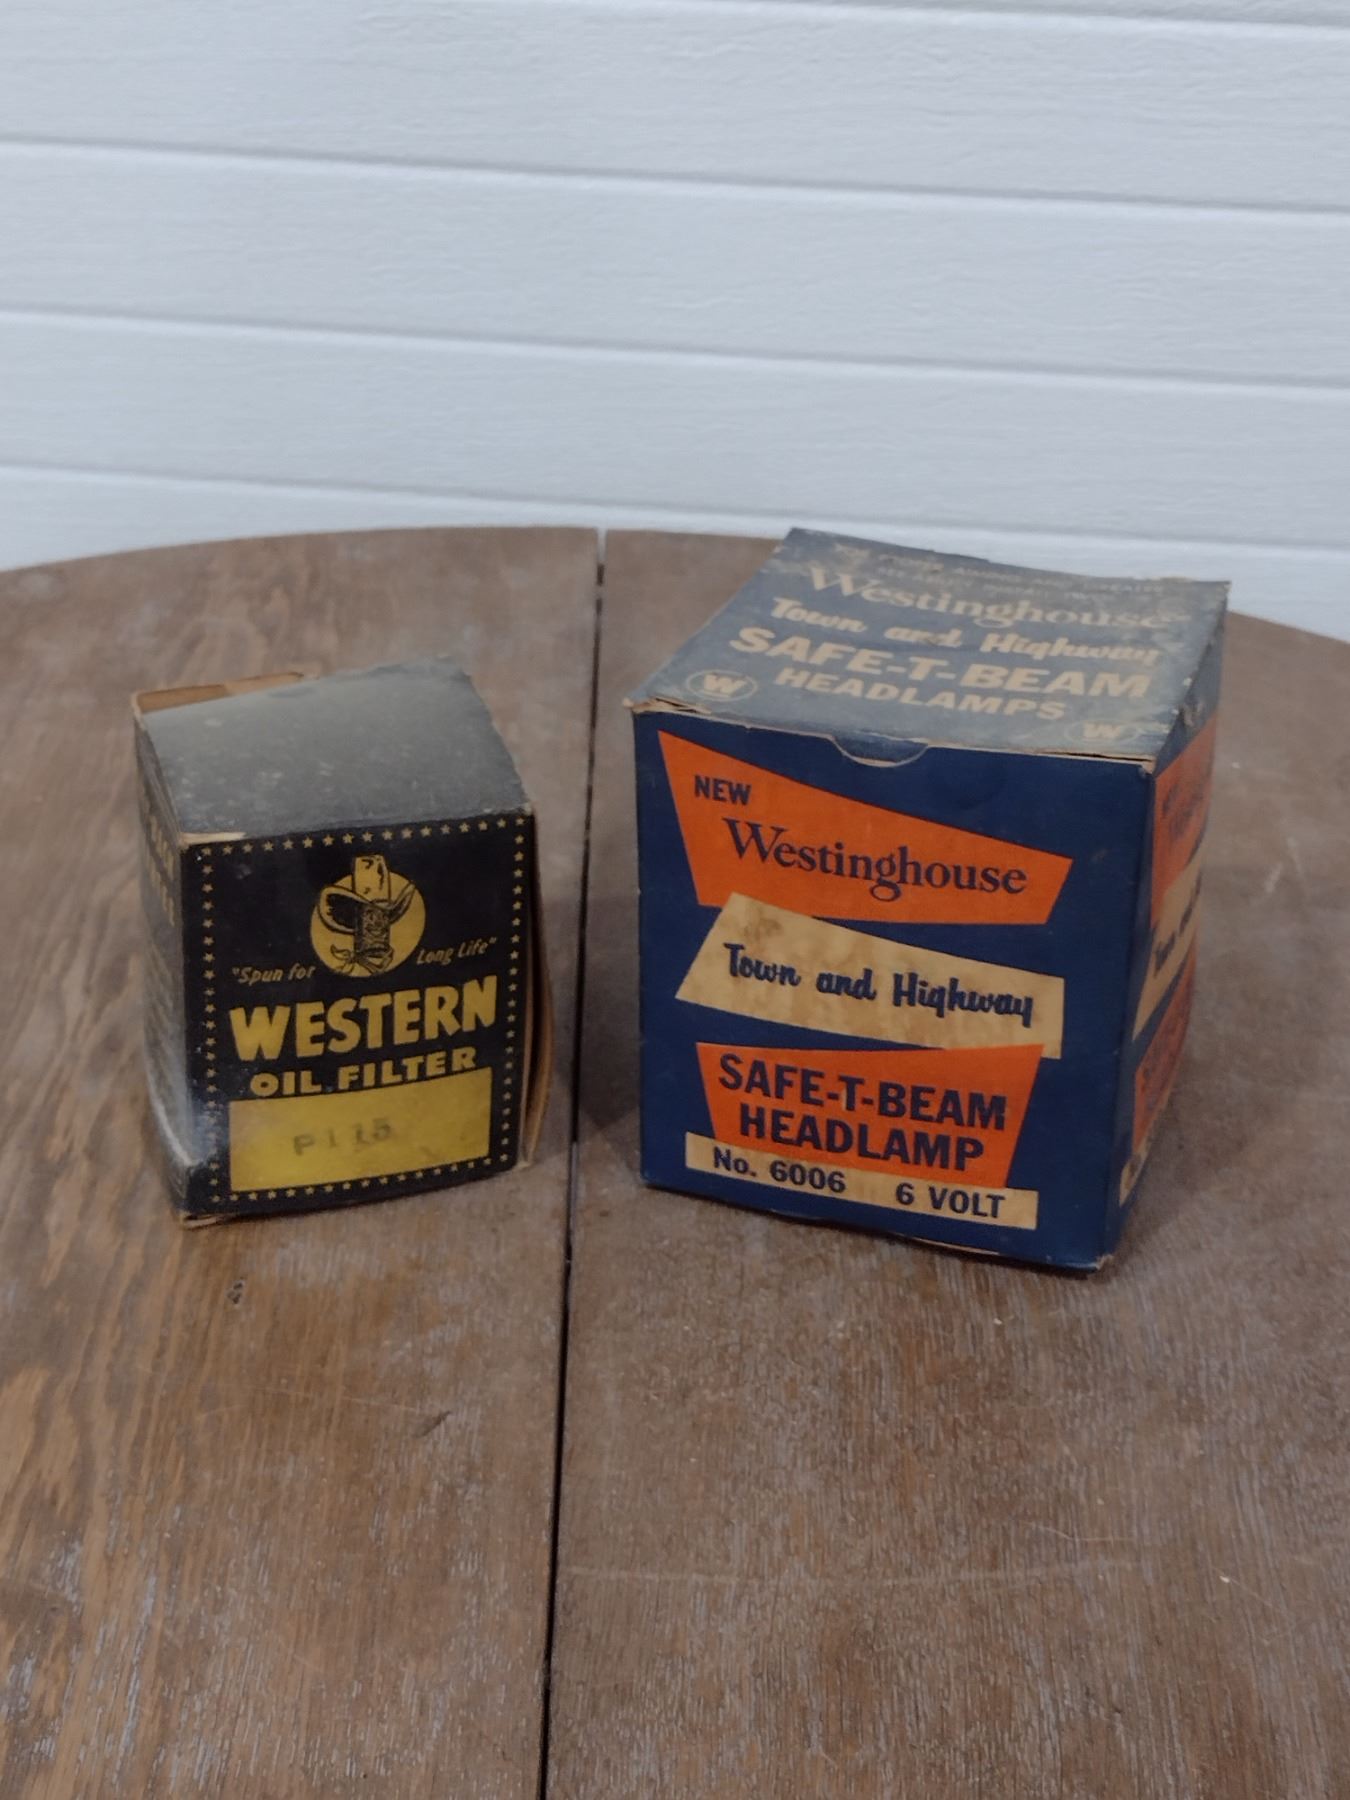 "Spun for Long Life"
WESTERN
OIL FILTER
P115
Westinghouse
Town and Highway
SAFE-T-BEAM
HEADLAMPS
W
W
NEW
Westinghouse
Town and Highway
SAFE-T-BEAM
HEADLAMP
No. 6006 6 VOLT